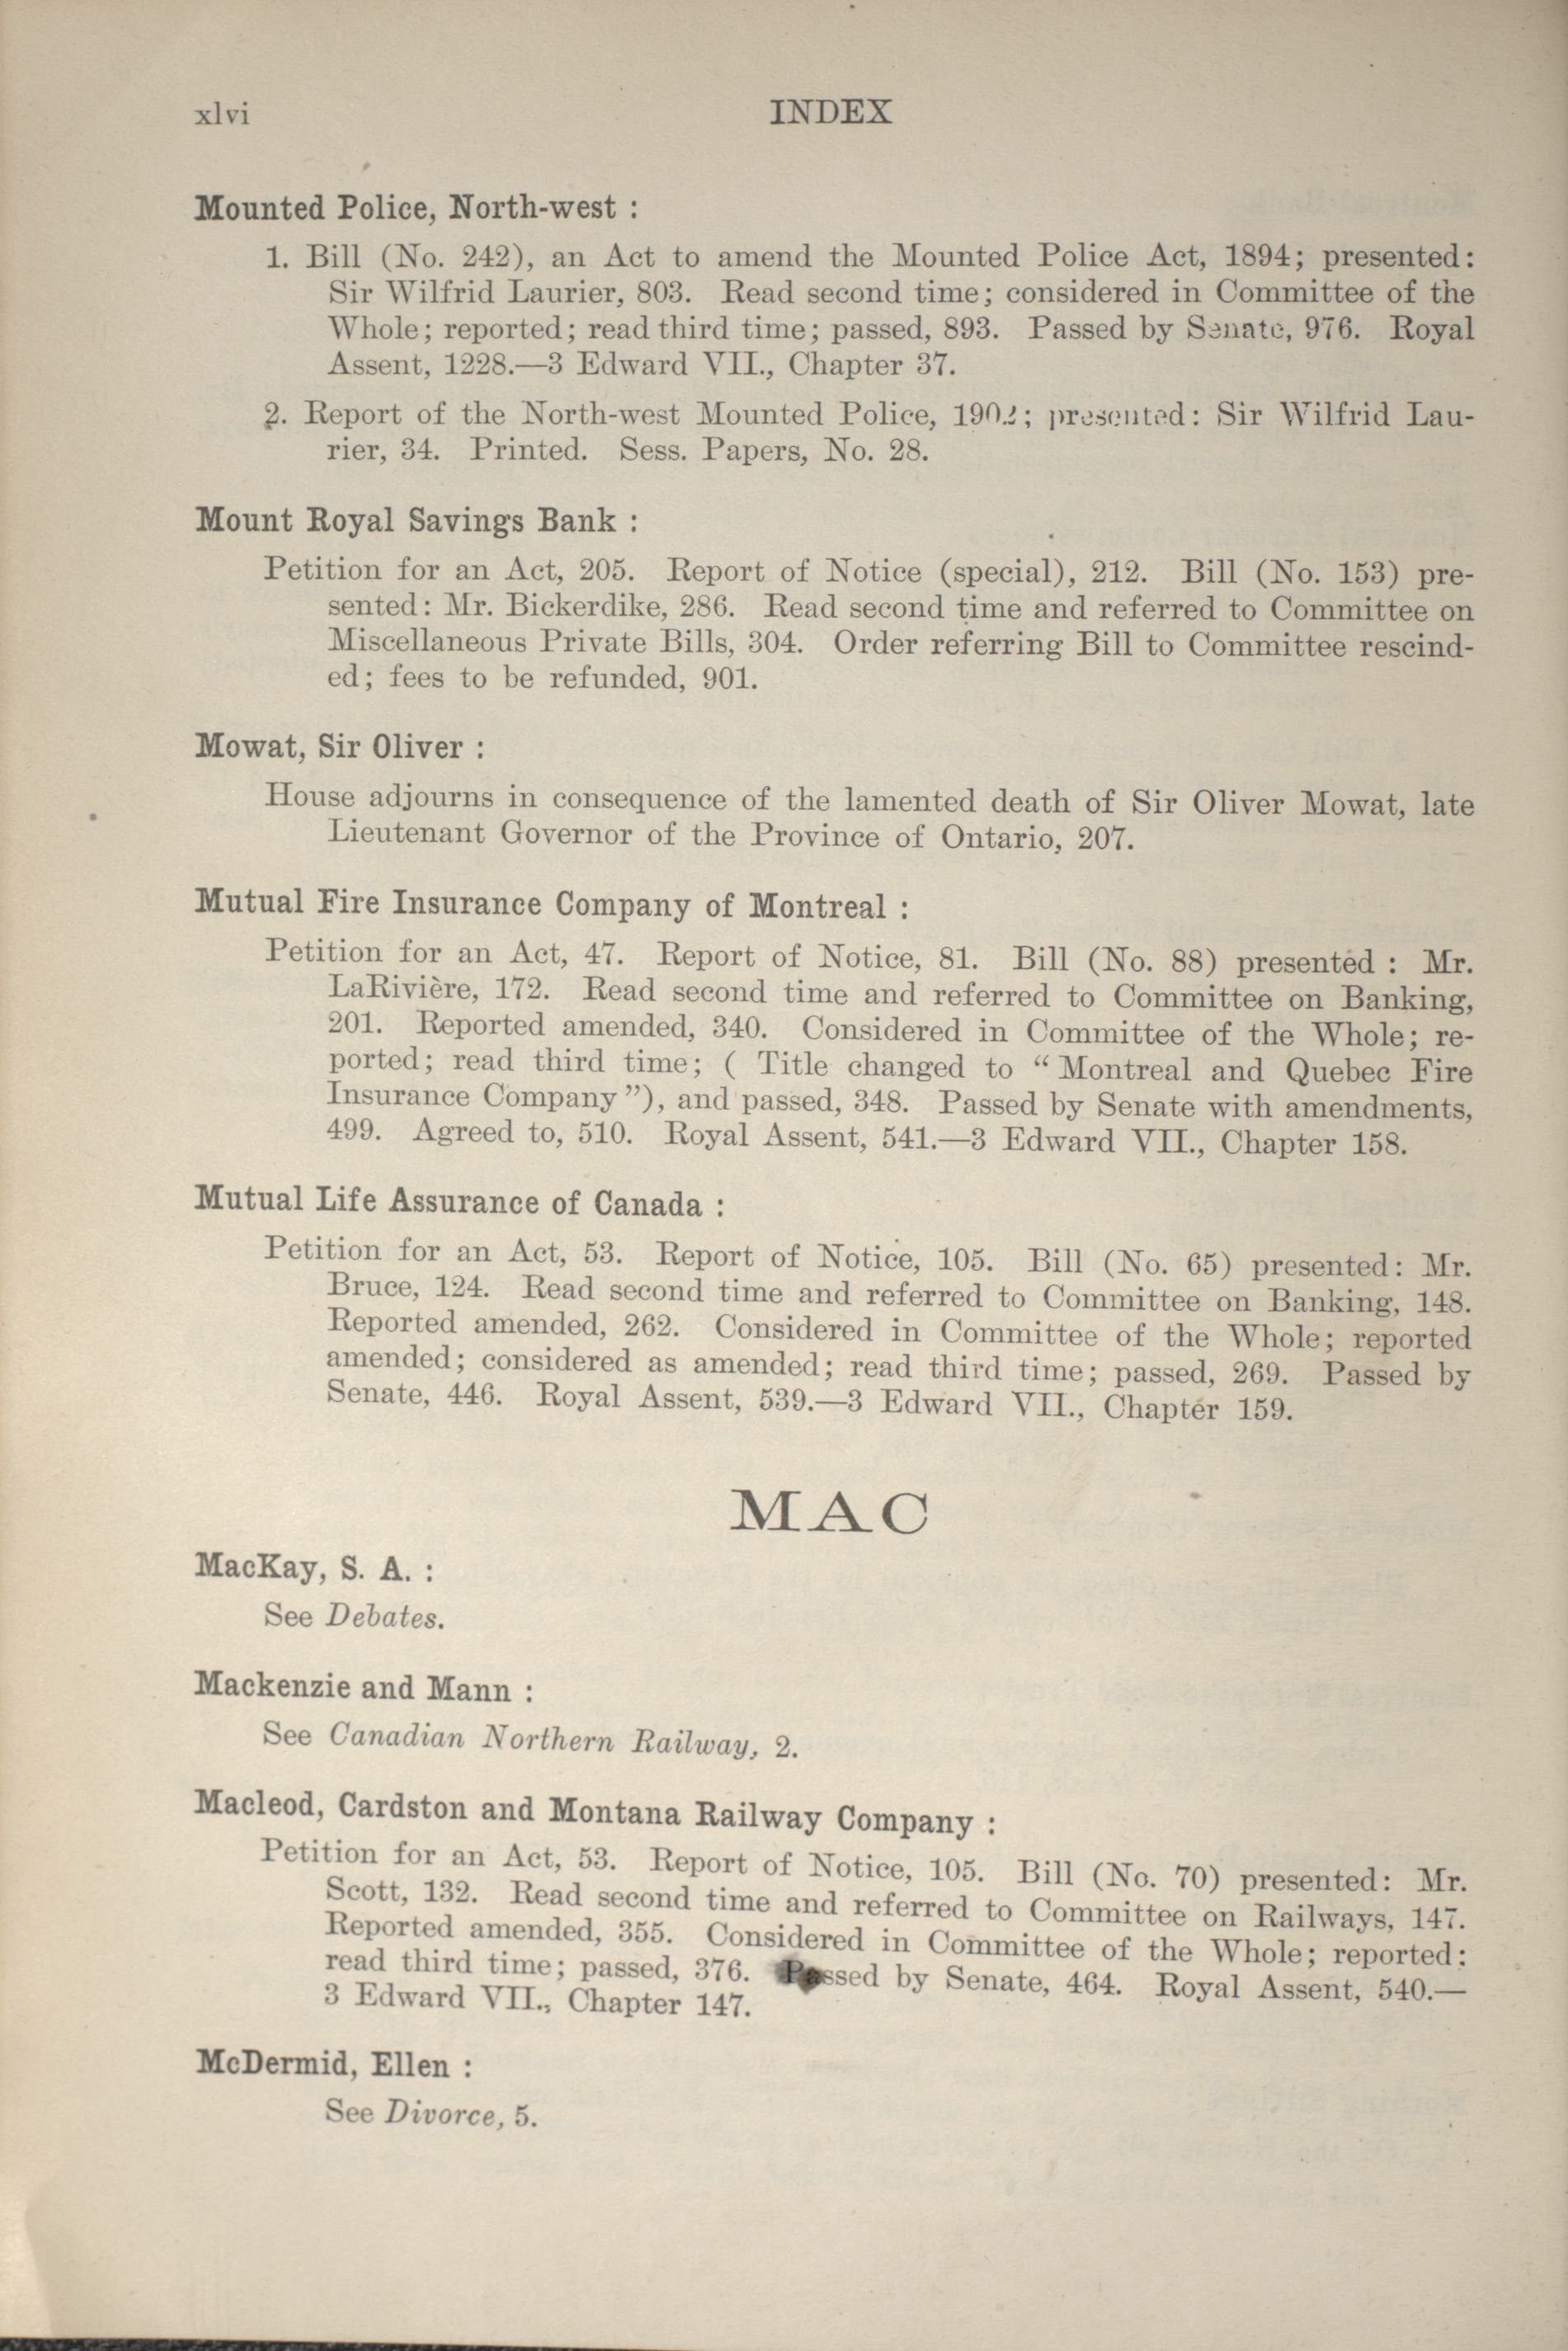 xlvi INDEX
Mounted Police, North-west :
1. Bill (No. 242), an Act to amend the Mounted Police Act, 1894; presented:
Sir Wilfrid Laurier, 803. Read second time; considered in Committee of the
Whole; reported; read third time; passed, 893. Passed by Senate, 976. Royal
Assent, 1228.—3 Edward VII., Chapter 37.
2. Report of the North-west Mounted Police, 1902; presented: Sir Wilfrid Lau-
rier, 34. Printed. Sess. Papers, No. 28.
Mount Royal Savings Bank :
Petition for an Act, 205. Report of Notice (special), 212. Bill (No. 153) pre-
sented: Mr. Bickerdike, 286. Read second time and referred to Committee on
Miscellaneous Private Bills, 304. Order referring Bill to Committee rescind-
ed; fees to be refunded, 901.
Mowat, Sir Oliver :
House adjourns in consequence of the lamented death of Sir Oliver Mowat, late
Lieutenant Governor of the Province of Ontario, 207.
Mutual Fire Insurance Company of Montreal :
Petition for an Act, 47. Report of Notice, 81. Bill (No. 88) presented : Mr.
LaRivière, 172. Read second time and referred to Committee on Banking,
201. Reported amended, 340. Considered in Committee of the Whole; re-
ported; read third time; ( Title changed to “ Montreal and Quebec Fire
Insurance Company ”), and passed, 348. Passed by Senate with amendments,
499. Agreed to, 510. Royal Assent, 541.—3 Edward VII., Chapter 158.
Mutual Life Assurance of Canada :
Petition for an Act, 53. Report of Notice, 105. Bill (No. 65) presented: Mr.
Bruce, 124. Read second time and referred to Committee on Banking, 148.
Reported amended, 262. Considered in Committee of the Whole; reported
amended; considered as amended; read third time; passed, 269. Passed by
Senate, 446. Royal Assent, 539.—3 Edward VII., Chapter 159.
MAC
MacKay, S. A. :
See Debates.
Mackenzie and Mann :
See Canadian Northern Railway, 2.
Macleod, Cardston and Montana Railway Company :
Petition for an Act, 53. Report of Notice, 105. Bill (No. 70) presented: Mr.
Scott, 132. Read second time and referred to Committee on Railways, 147.
Reported amended, 355. Considered in Committee of the Whole; reported:
read third time; passed, 376. Passed by Senate, 464. Royal Assent, 540.—
3 Edward VII., Chapter 147.
McDermid, Ellen :
See Divorce, 5.